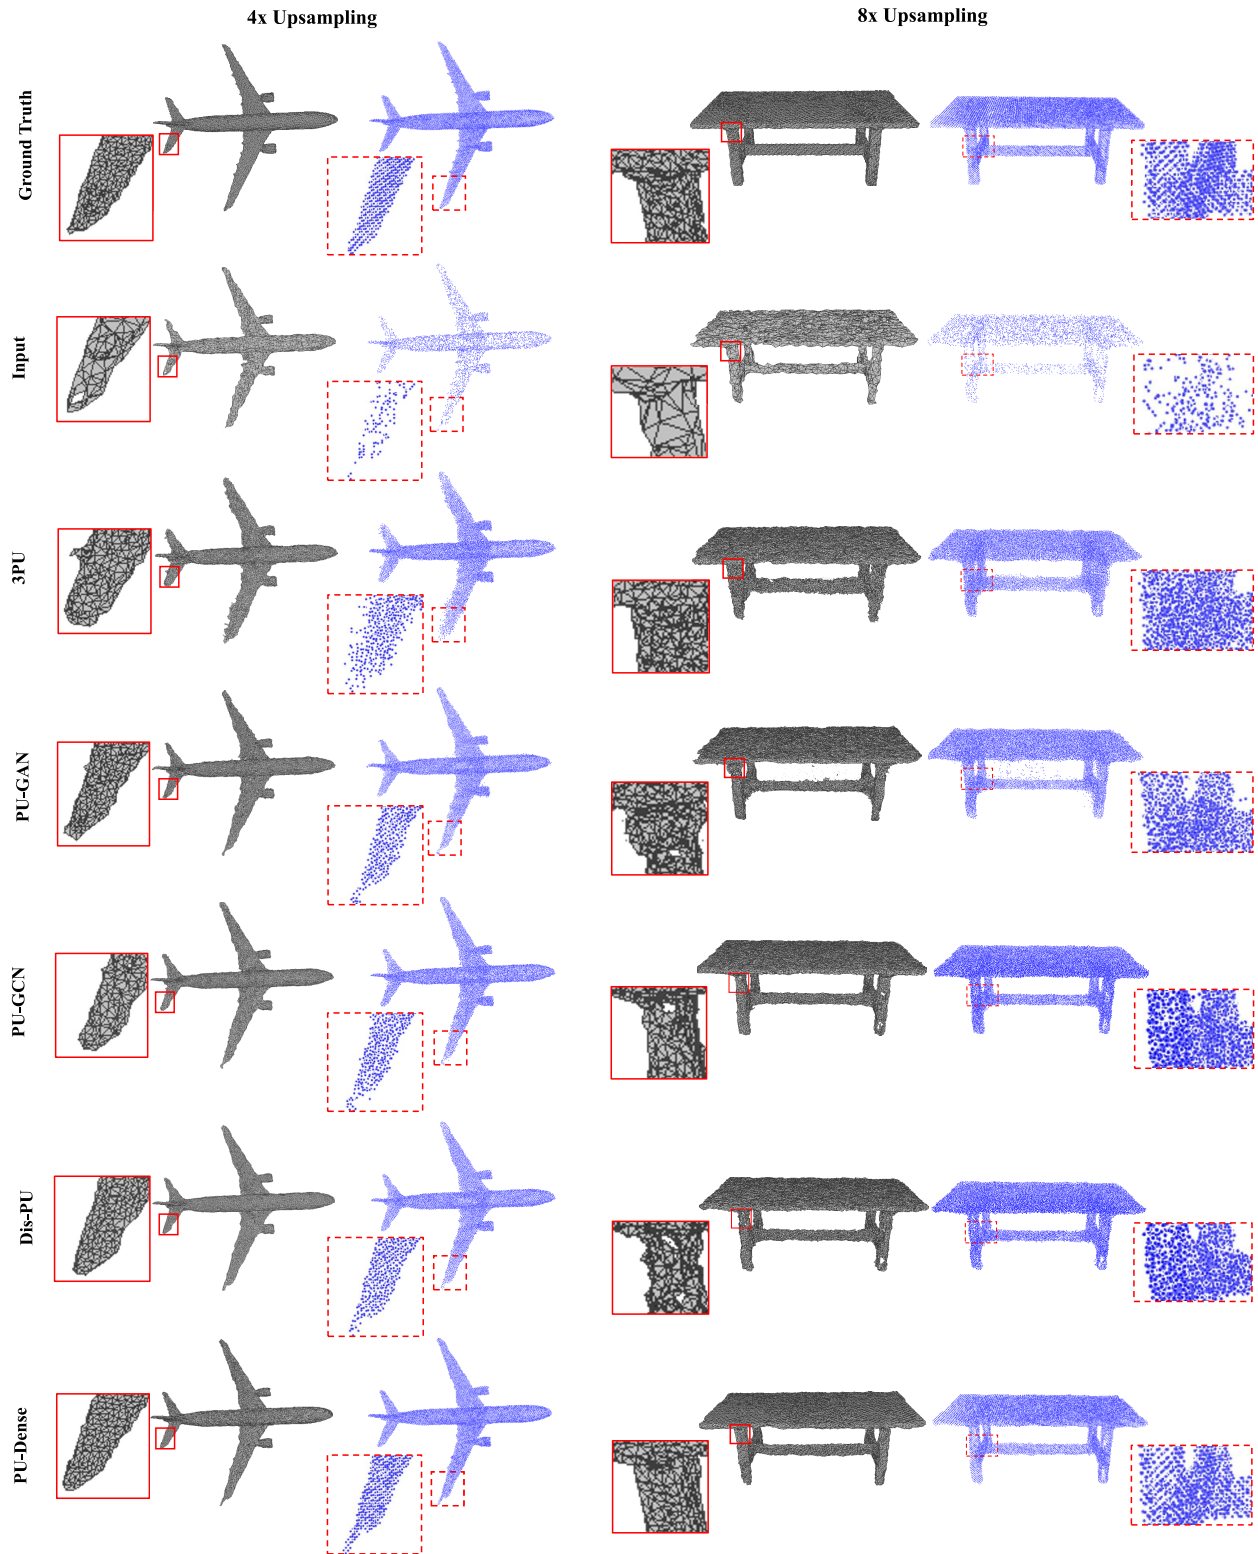 4x Upsampling
8x Upsampling
Ground Truth
Input
3PU
PU-GAN
PU-GCN
Dis-PU
PU-Dense